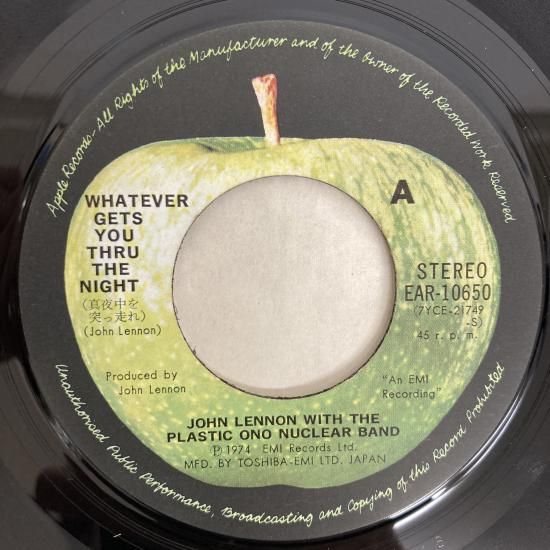 Apple Records—All Rights of the Manufacturer and of the Owner of the Recorded Work Reserved
WHATEVER
GETS
YOU
THRU
THE
NIGHT
(真夜中を
突っ走れ)
(John Lennon)
A
STEREO
EAR-10650
(7YCE-21749
-S)
45 r. p. m.
Produced by
John Lennon
"An EMI
Recording"
JOHN LENNON WITH THE
PLASTIC ONO NUCLEAR BAND
Ⓟ1974 EMI Records Ltd.
MFD. BY TOSHIBA-EMI LTD. JAPAN
Unauthorised Public Performance, Broadcasting and Copying of this Record Prohibited